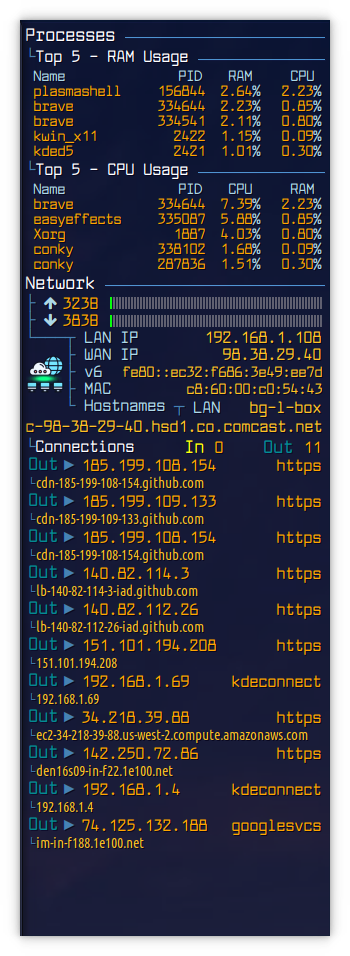 Processes
Top 5 - RAM Usage
Name PID RAM CPU
plasmashell 156844 2.64% 2.23%
brave 334644 2.23% 0.85%
brave 334541 2.11% 0.80%
kwin_x11 2422 1.15% 0.09%
kded5 2421 1.01% 0.30%
Top 5 - CPU Usage
Name PID CPU RAM
brave 334644 7.39% 2.23%
easyeffects 335087 5.88% 0.85%
Xorg 1887 4.03% 0.80%
conky 338102 1.68% 0.09%
conky 287836 1.51% 0.30%
Network
323B
383B
LAN IP 192.168.1.108
WAN IP 98.38.29.40
v6 fe80::ec32:f686:3e49:ee7d
MAC c8:60:00:c0:54:43
Hostnames LAN bg-l-box
c-98-38-29-40.hsd1.co.comcast.net
Connections In 0 Out 11
Out ► 185.199.108.154 https
cdn-185-199-108-154.github.com
Out ► 185.199.109.133 https
cdn-185-199-109-133.github.com
Out ► 185.199.108.154 https
cdn-185-199-108-154.github.com
Out ► 140.82.114.3 https
lb-140-82-114-3-iad.github.com
Out ► 140.82.112.26 https
lb-140-82-112-26-iad.github.com
Out ► 151.101.194.208 https
151.101.194.208
Out ► 192.168.1.69 kdeconnect
192.168.1.69
Out ► 34.218.39.88 https
ec2-34-218-39-88.us-west-2.compute.amazonaws.com
Out ► 142.250.72.86 https
den16s09-in-f22.1e100.net
Out ► 192.168.1.4 kdeconnect
192.168.1.4
Out ► 74.125.132.188 googlesvcs
im-in-f188.1e100.net